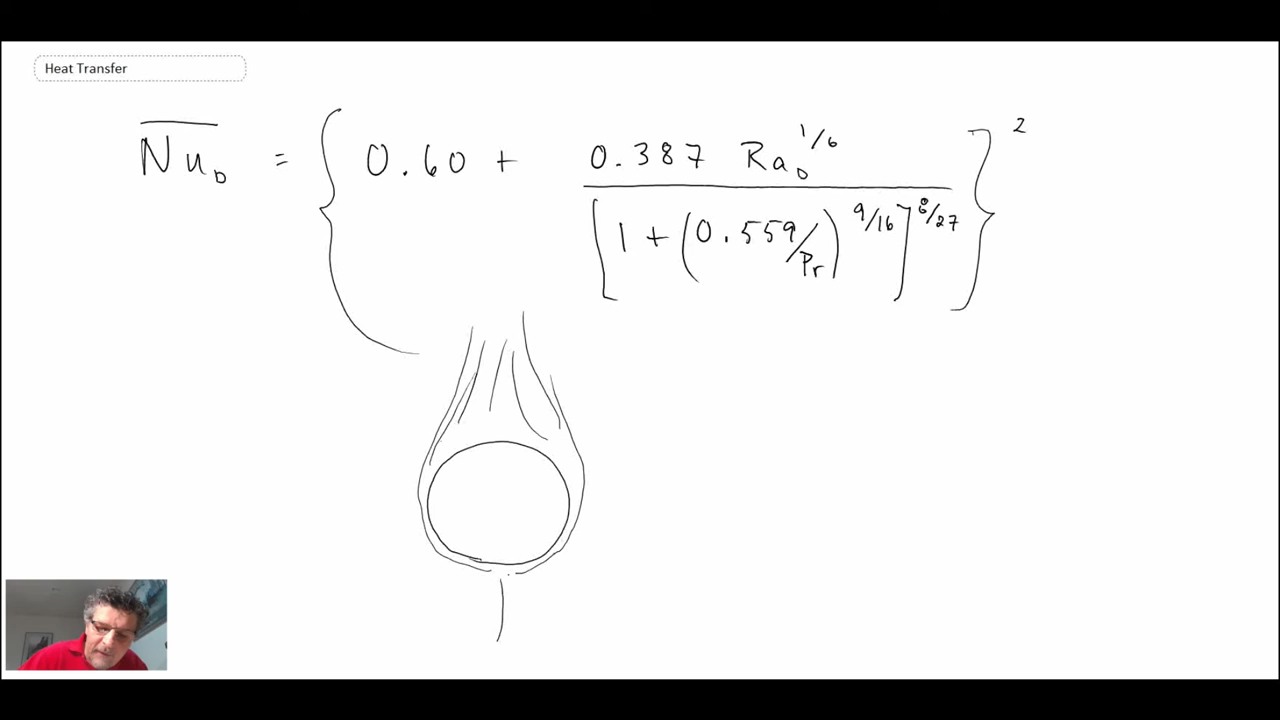 Heat Transfer
Nu_D = { 0.60 + 0.387 Ra_D^1/6 / [1 + (0.559/Pr)^9/16]^8/27 }^2